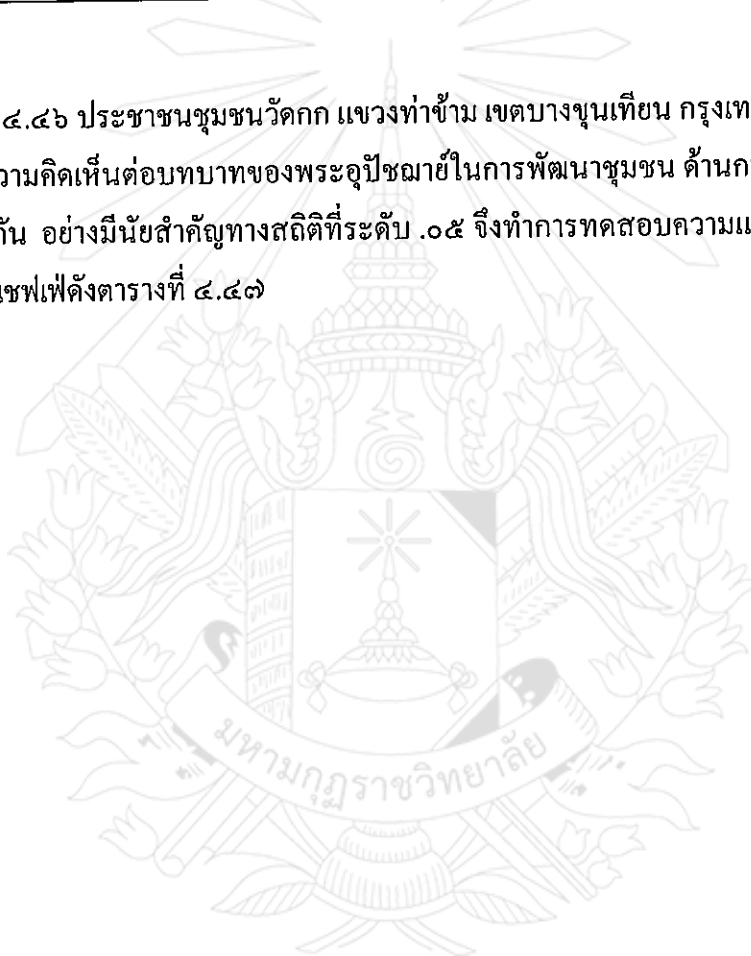 ๔.๔๖ ประชาชนชุมชนวัดกก แขวงท่าข้าม เขตบางขุนเทียน กรุงเท
วามคิดเห็นต่อบทบาทของพระอุปัชฌาย์ในการพัฒนาชุมชน ด้านก
กัน อย่างมีนัยสำคัญทางสถิติที่ระดับ .๐๕ จึงทำการทดสอบความแ
เชฟเฟ่ดังตารางที่ ๔.๔๗
มหามกุฏราชวิทยาลัย